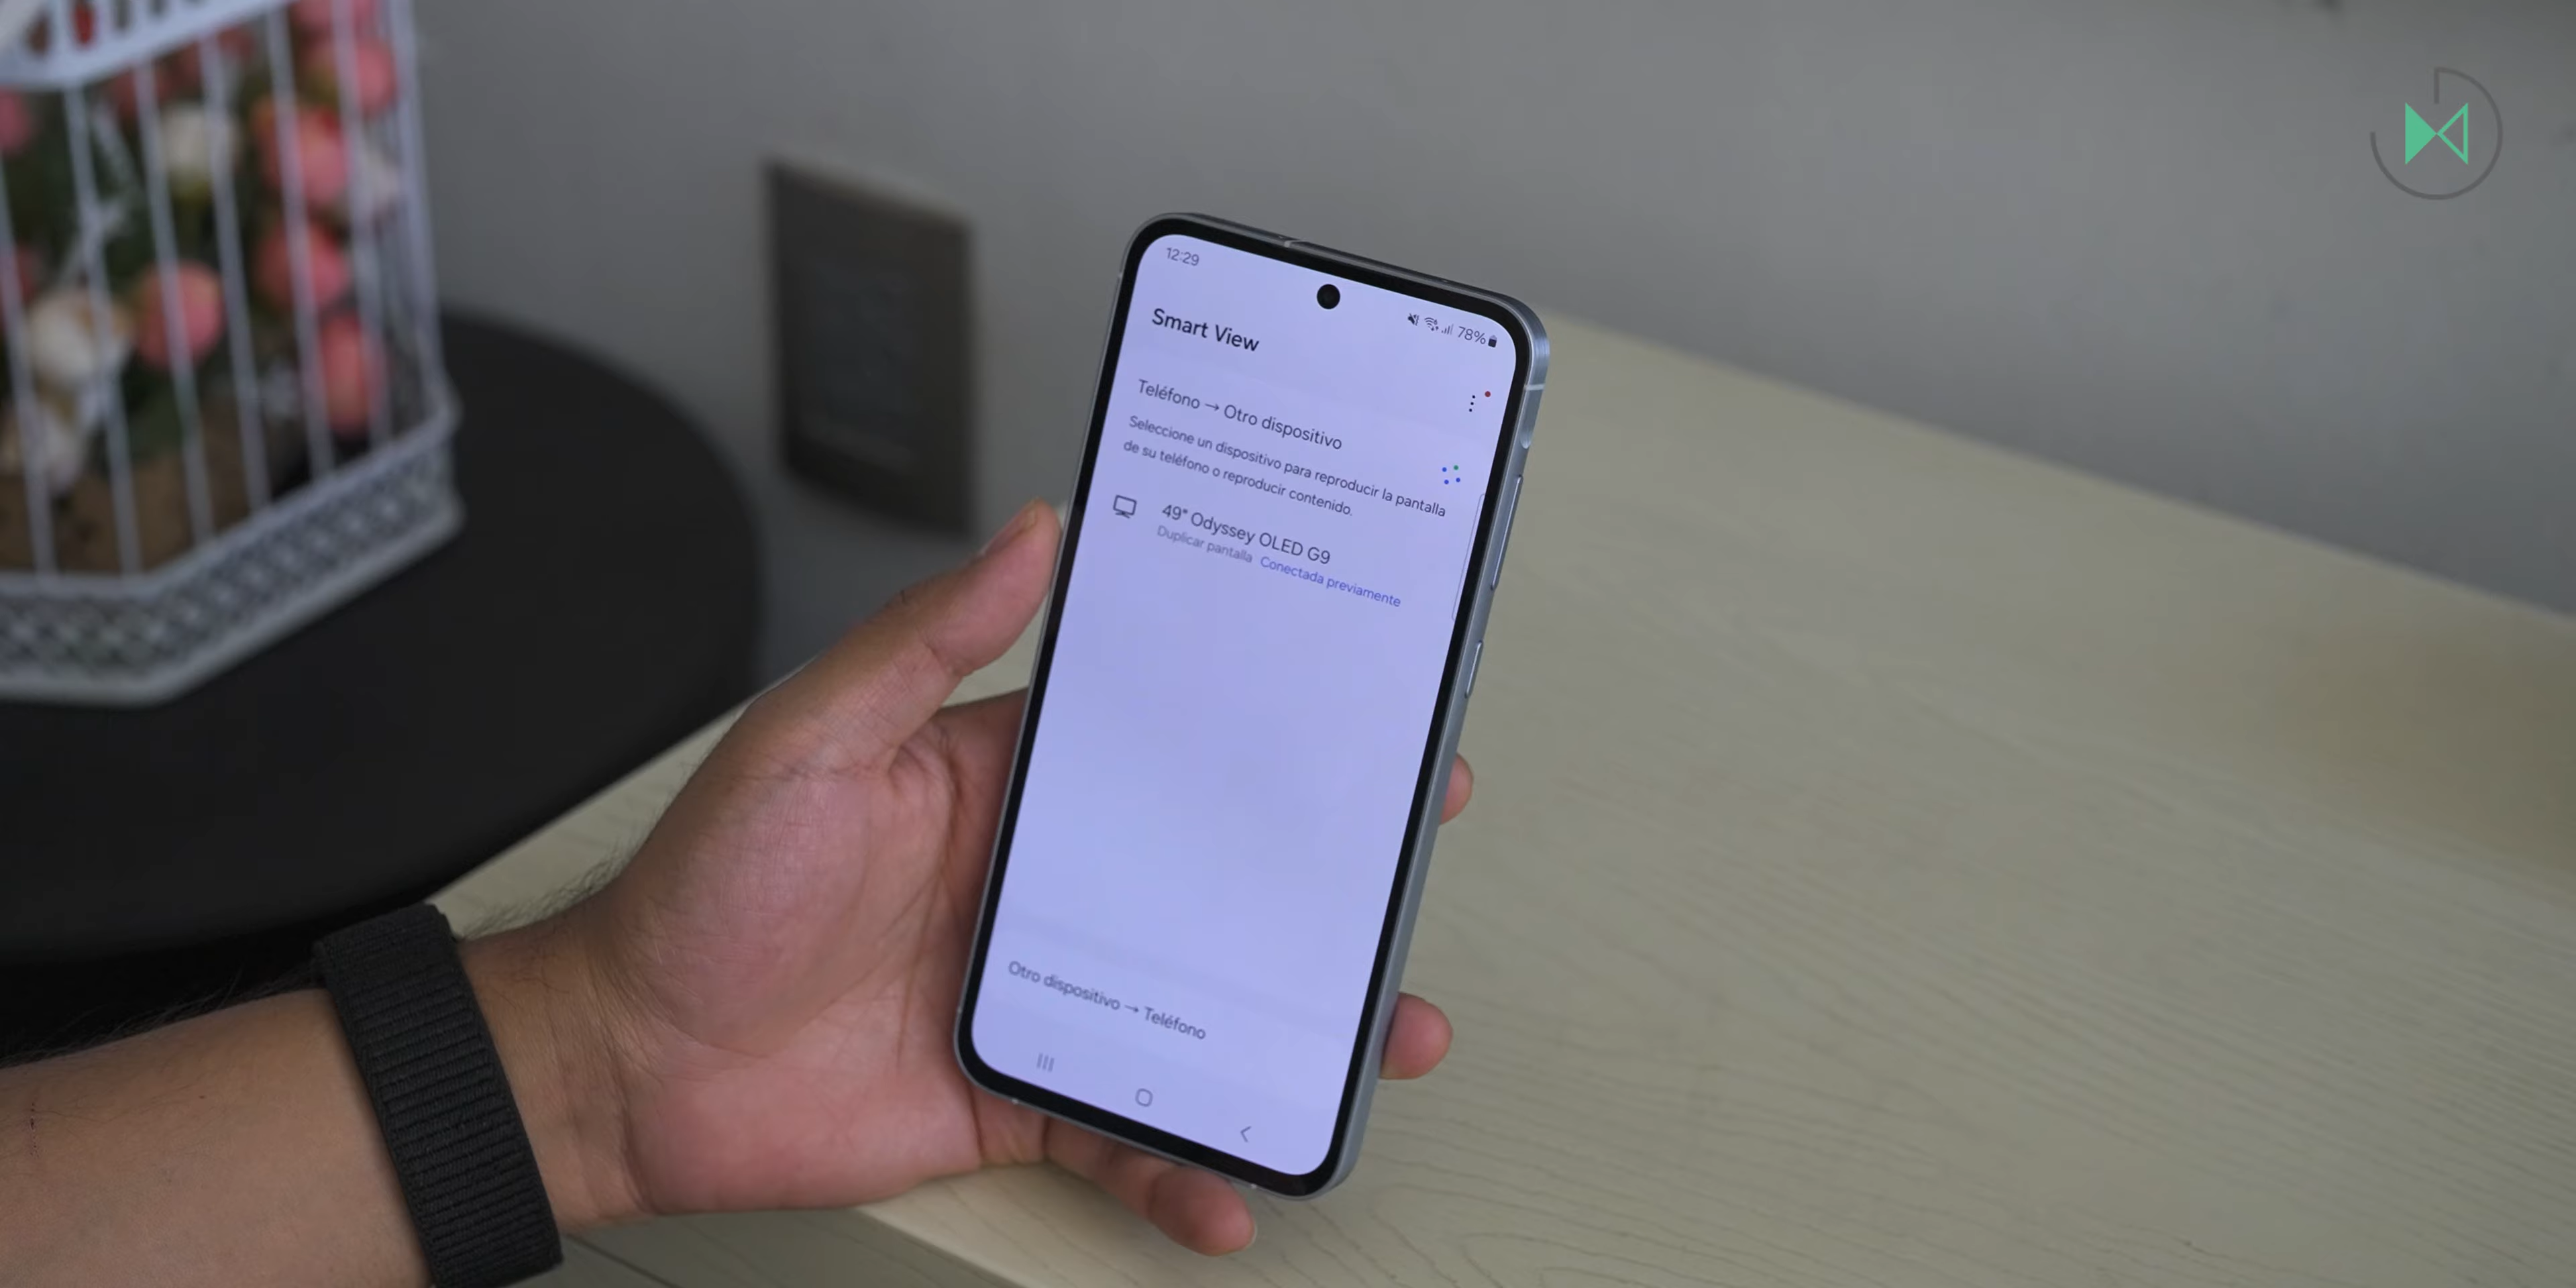 12:29
78%
Smart View
Teléfono → Otro dispositivo
Seleccione un dispositivo para reproducir la pantalla
de su teléfono o reproducir contenido.
49" Odyssey OLED G9
Duplicar pantalla Conectada previamente
Otro dispositivo → Teléfono